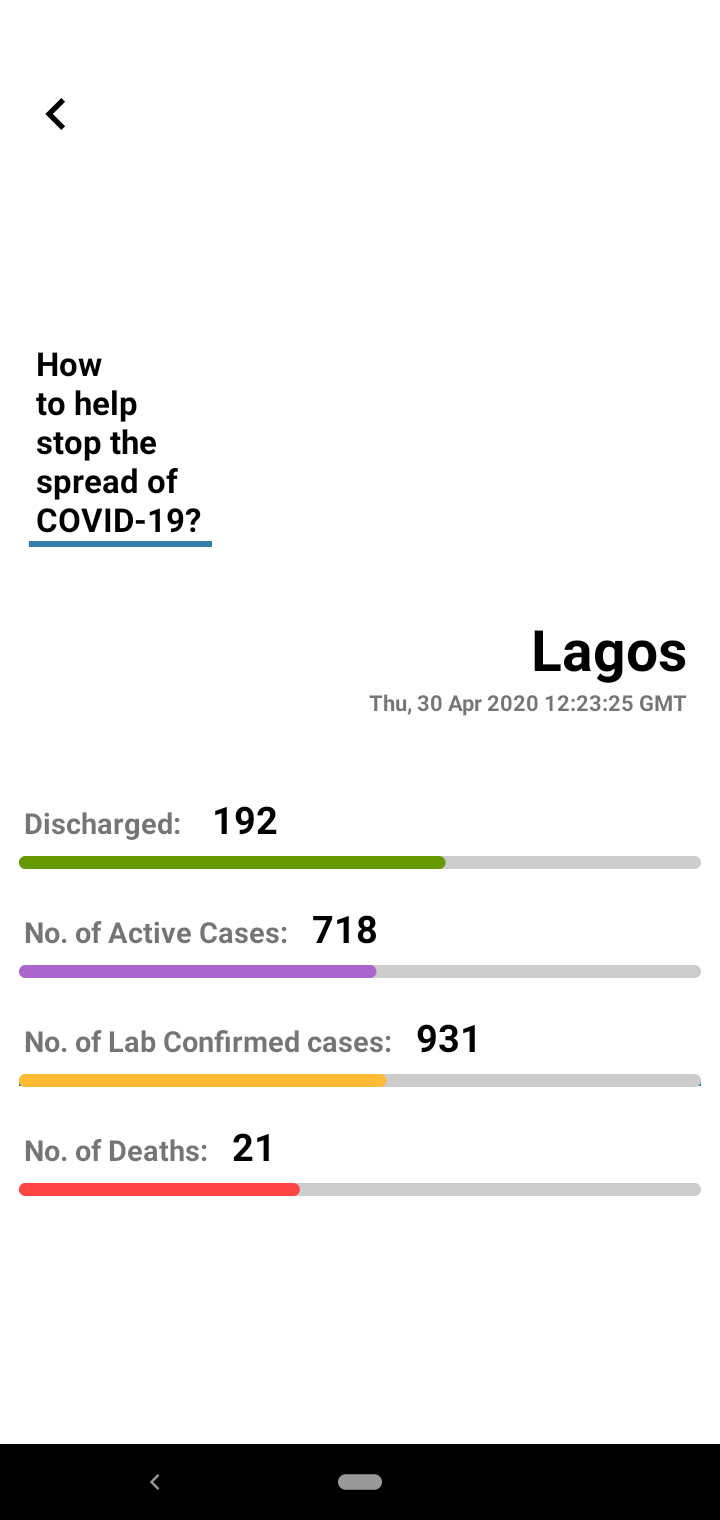 How
to help
stop the
spread of
COVID-19?
Lagos
Thu, 30 Apr 2020 12:23:25 GMT
Discharged: 192
No. of Active Cases: 718
No. of Lab Confirmed cases: 931
No. of Deaths: 21